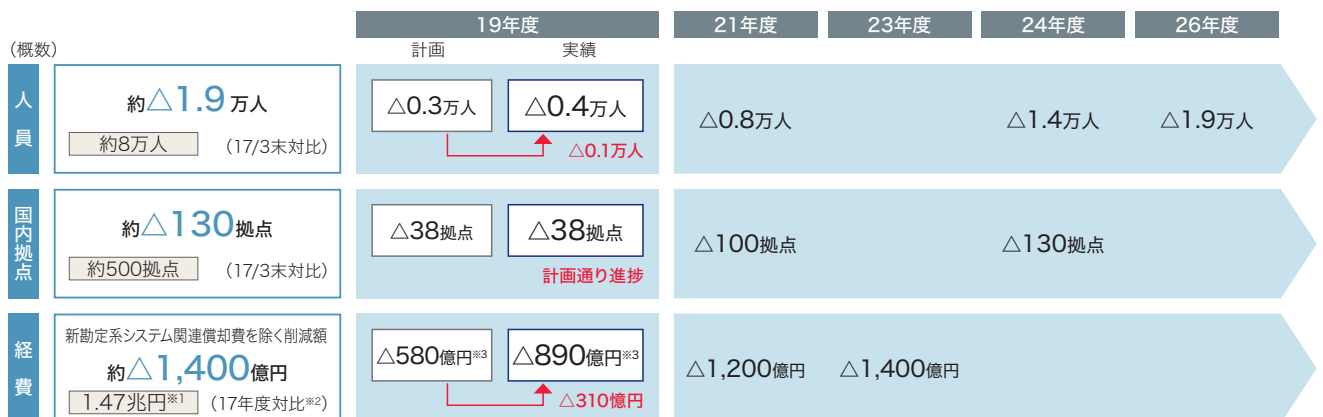 (概数)
19年度
21年度
23年度
24年度
26年度
計画
実績
人員
約△1.9万人
約8万人
(17/3末対比)
△0.3万人
△0.4万人
△0.1万人
△0.8万人
△1.4万人
△1.9万人
国内拠点
約△130拠点
約500拠点
(17/3末対比)
△38拠点
△38拠点
計画通り進捗
△100拠点
△130拠点
経費
新勘定系システム関連償却費を除く削減額
約△1,400億円
1.47兆円※1
(17年度対比※2)
△580億円※3
△890億円※3
△310億円
△1,200億円
△1,400億円